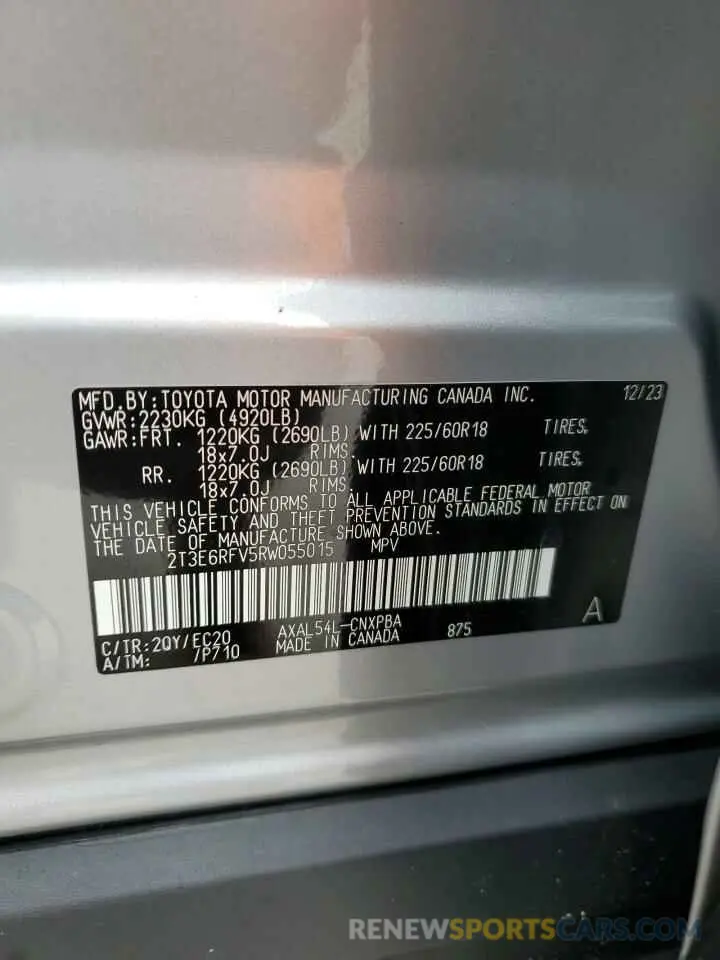 MFD.BY:TOYOTA MOTOR MANUFACTURING CANADA INC. 12/23
GVWR:2230KG (4920LB)
GAWR:FRT. 1220KG (2690LB) WITH 225/60R18 TIRES,
18x7.0J RIMS.
RR. 1220KG (2690LB) WITH 225/60R18 TIRES,
18x7.0J RIMS.
THIS VEHICLE CONFORMS TO ALL APPLICABLE FEDERAL MOTOR
VEHICLE SAFETY AND THEFT PREVENTION STANDARDS IN EFFECT ON
THE DATE OF MANUFACTURE SHOWN ABOVE.
2T3E6RFV5RW055015 MPV
A
C/TR:2QY/EC20 AXAL54L-CNXPBA 875
A/TM: 7P710 MADE IN CANADA
RENEWSPORTSCARS.COM